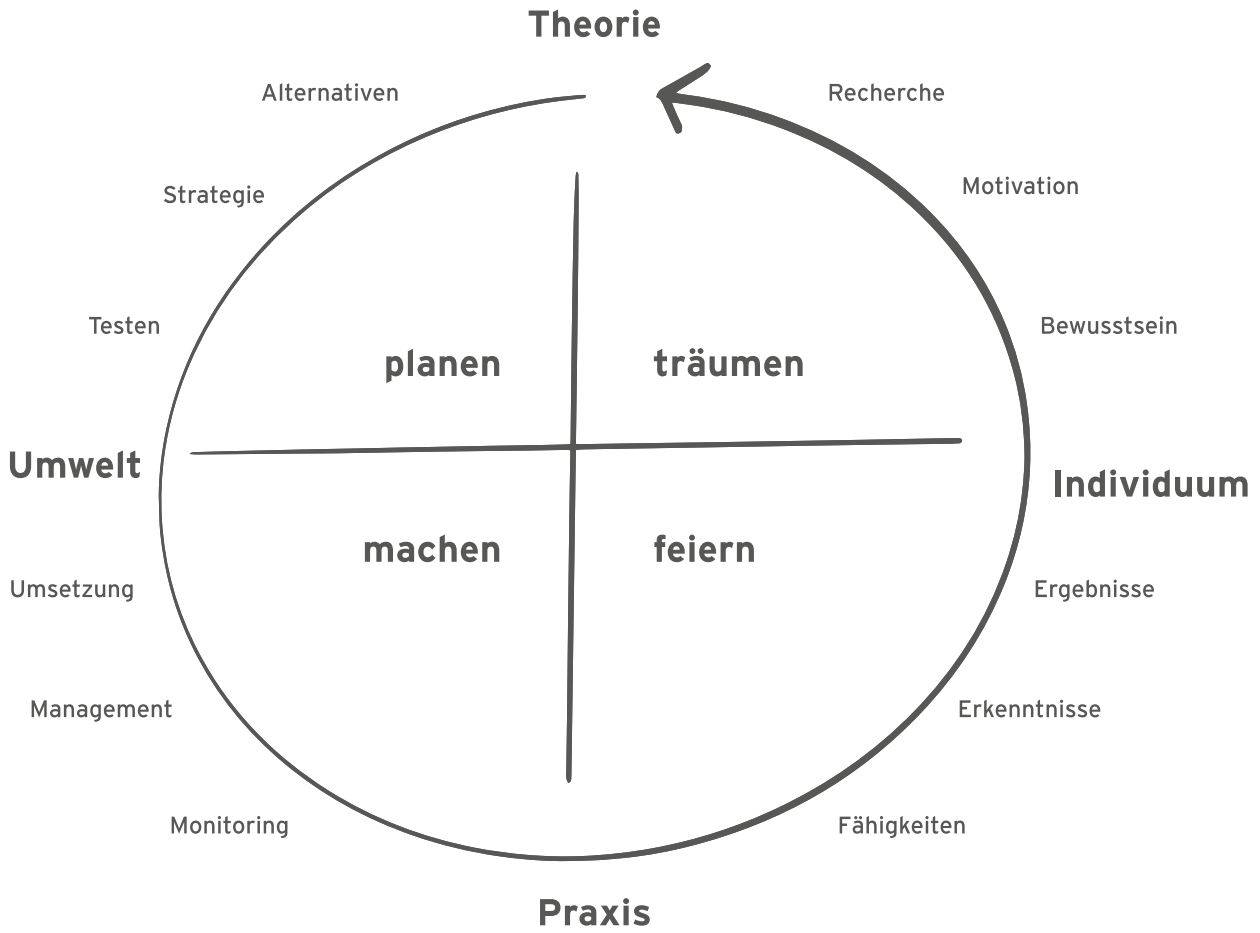 Theorie
Alternativen
Recherche
Motivation
Strategie
Testen
Bewusstsein
planen
träumen
Umwelt
Individuum
machen
feiern
Umsetzung
Ergebnisse
Management
Erkenntnisse
Monitoring
Fähigkeiten
Praxis